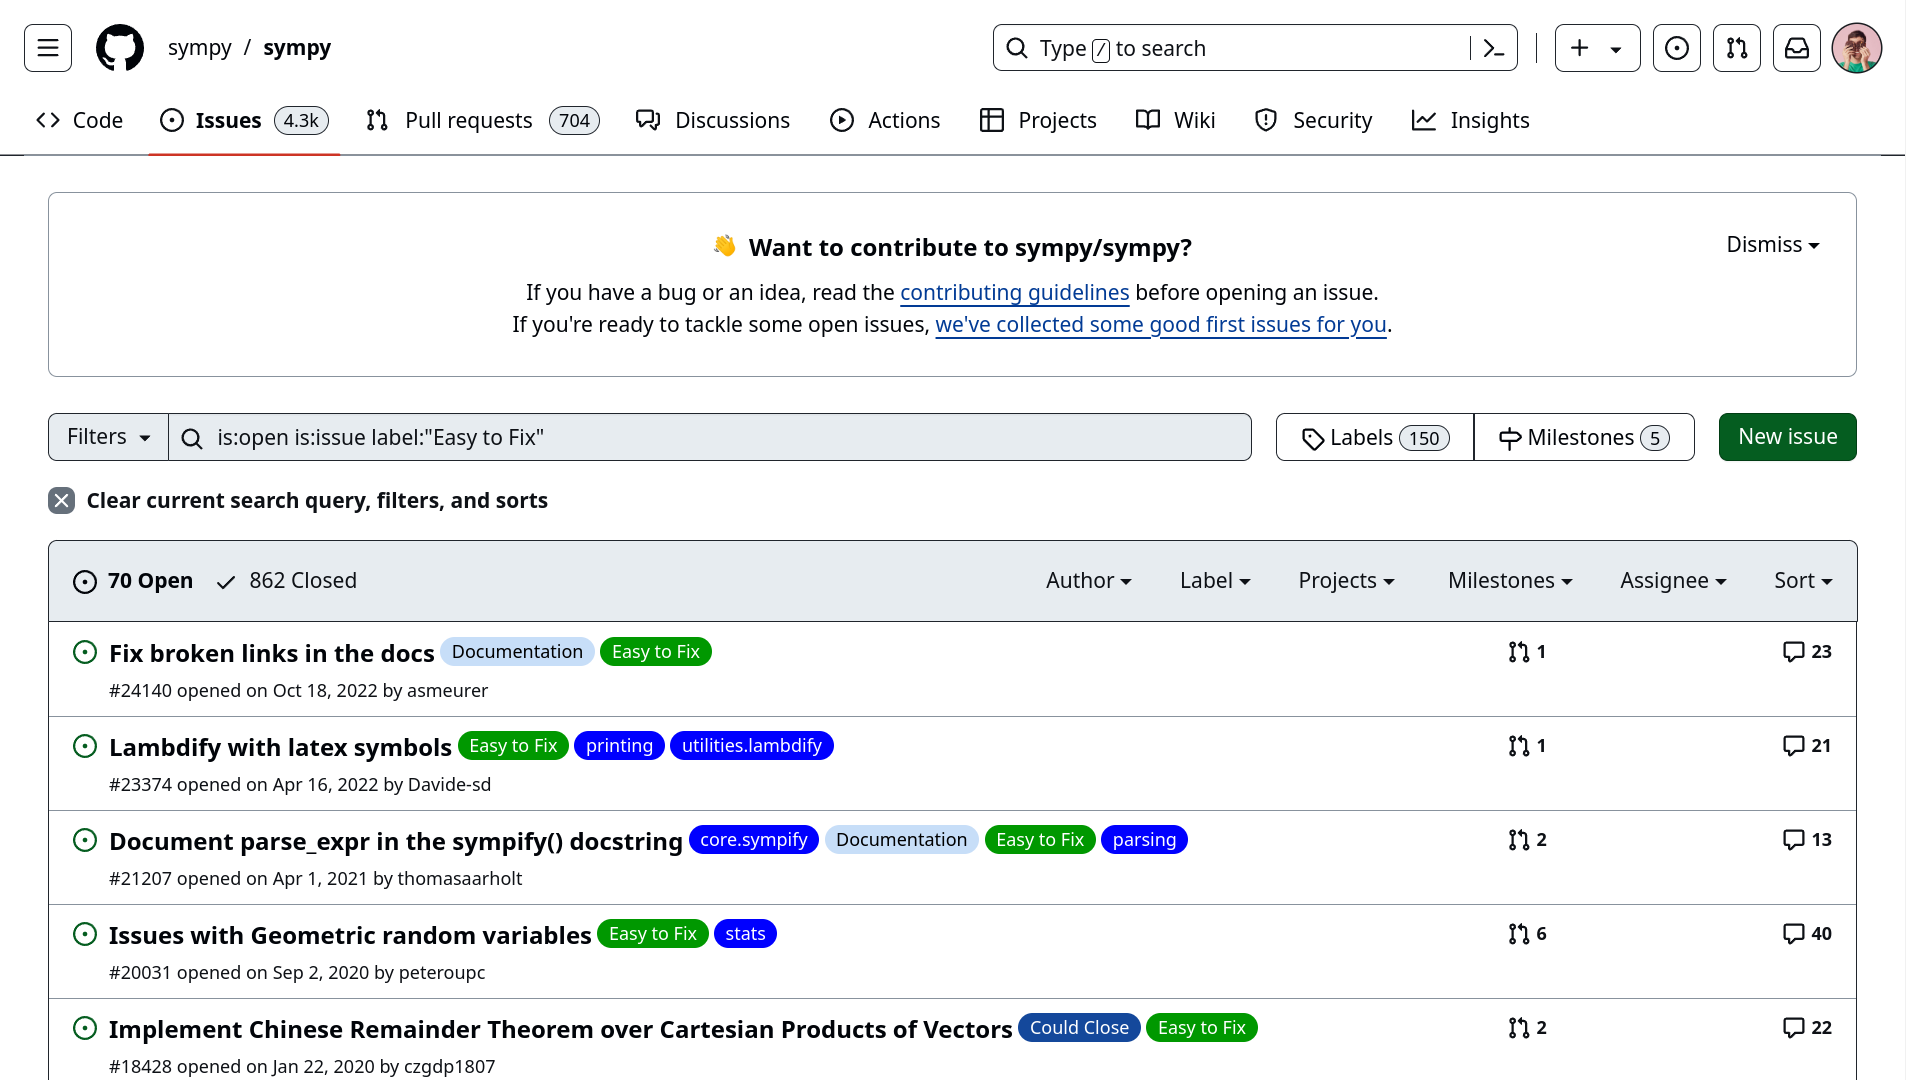 sympy / sympy
Type / to search
Code
Issues 4.3k
Pull requests 704
Discussions
Actions
Projects
Wiki
Security
Insights
👋 Want to contribute to sympy/sympy?
Dismiss
If you have a bug or an idea, read the contributing guidelines before opening an issue.
If you're ready to tackle some open issues, we've collected some good first issues for you.
Filters
is:open is:issue label:"Easy to Fix"
Labels 150
Milestones 5
New issue
Clear current search query, filters, and sorts
70 Open
862 Closed
Author
Label
Projects
Milestones
Assignee
Sort
Fix broken links in the docs Documentation Easy to Fix
1
23
#24140 opened on Oct 18, 2022 by asmeurer
Lambdify with latex symbols Easy to Fix printing utilities.lambdify
1
21
#23374 opened on Apr 16, 2022 by Davide-sd
Document parse_expr in the sympify() docstring core.sympify Documentation Easy to Fix parsing
2
13
#21207 opened on Apr 1, 2021 by thomasaarholt
Issues with Geometric random variables Easy to Fix stats
6
40
#20031 opened on Sep 2, 2020 by peteroupc
Implement Chinese Remainder Theorem over Cartesian Products of Vectors Could Close Easy to Fix
2
22
#18428 opened on Jan 22, 2020 by czgdp1807